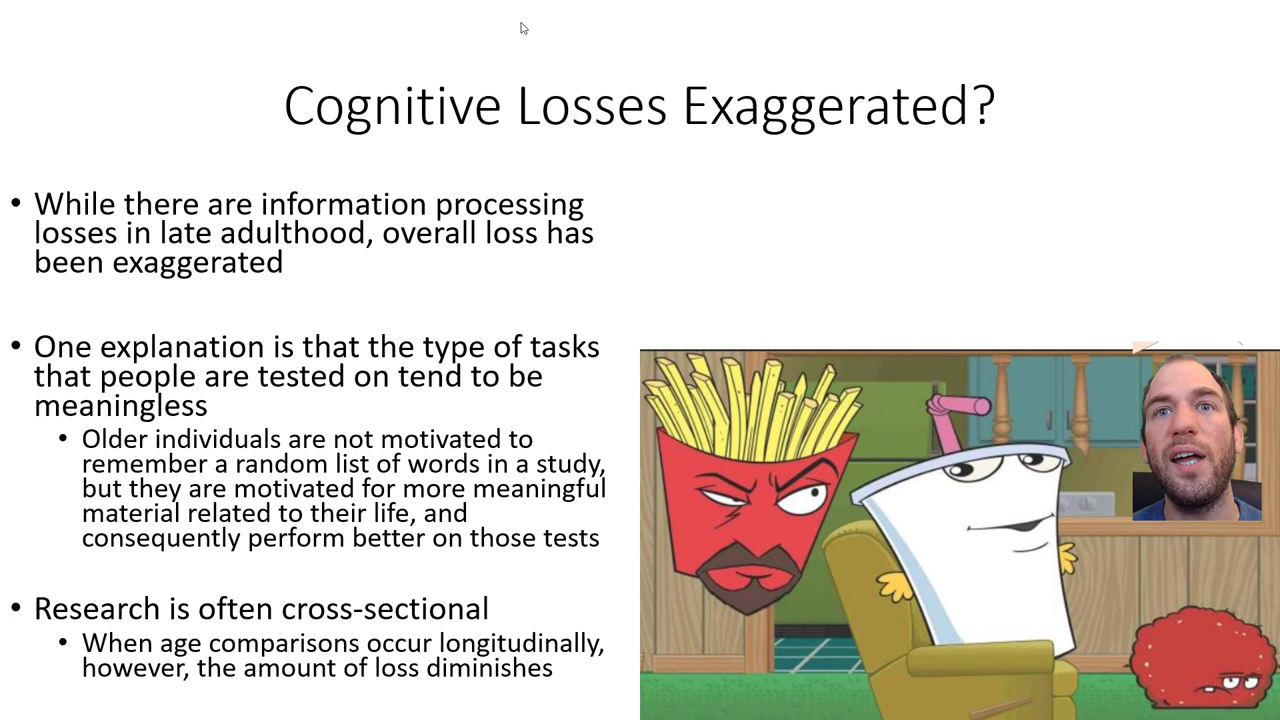 Cognitive Losses Exaggerated?
• While there are information processing
losses in late adulthood, overall loss has
been exaggerated
• One explanation is that the type of tasks
that people are tested on tend to be
meaningless
• Older individuals are not motivated to
remember a random list of words in a study,
but they are motivated for more meaningful
material related to their life, and
consequently perform better on those tests
• Research is often cross-sectional
• When age comparisons occur longitudinally,
however, the amount of loss diminishes